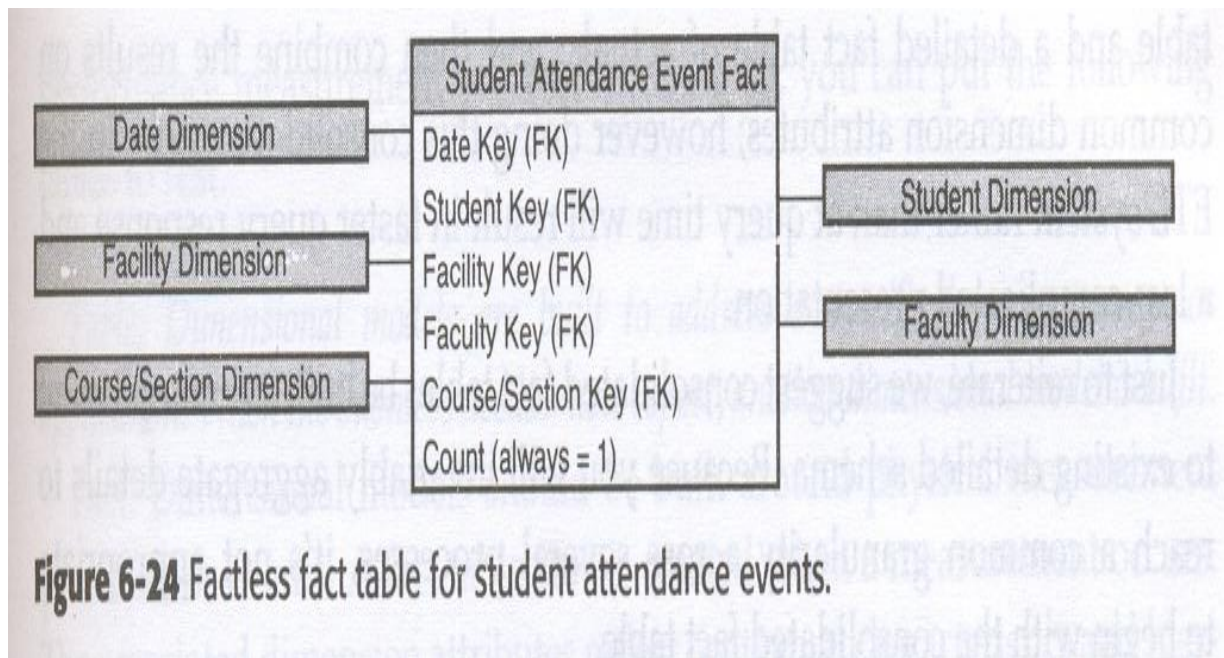 Student Attendance Event Fact
Date Key (FK)
Student Key (FK)
Facility Key (FK)
Faculty Key (FK)
Course/Section Key (FK)
Count (always = 1)
Date Dimension
Facility Dimension
Course/Section Dimension
Student Dimension
Faculty Dimension
Figure 6-24 Factless fact table for student attendance events.